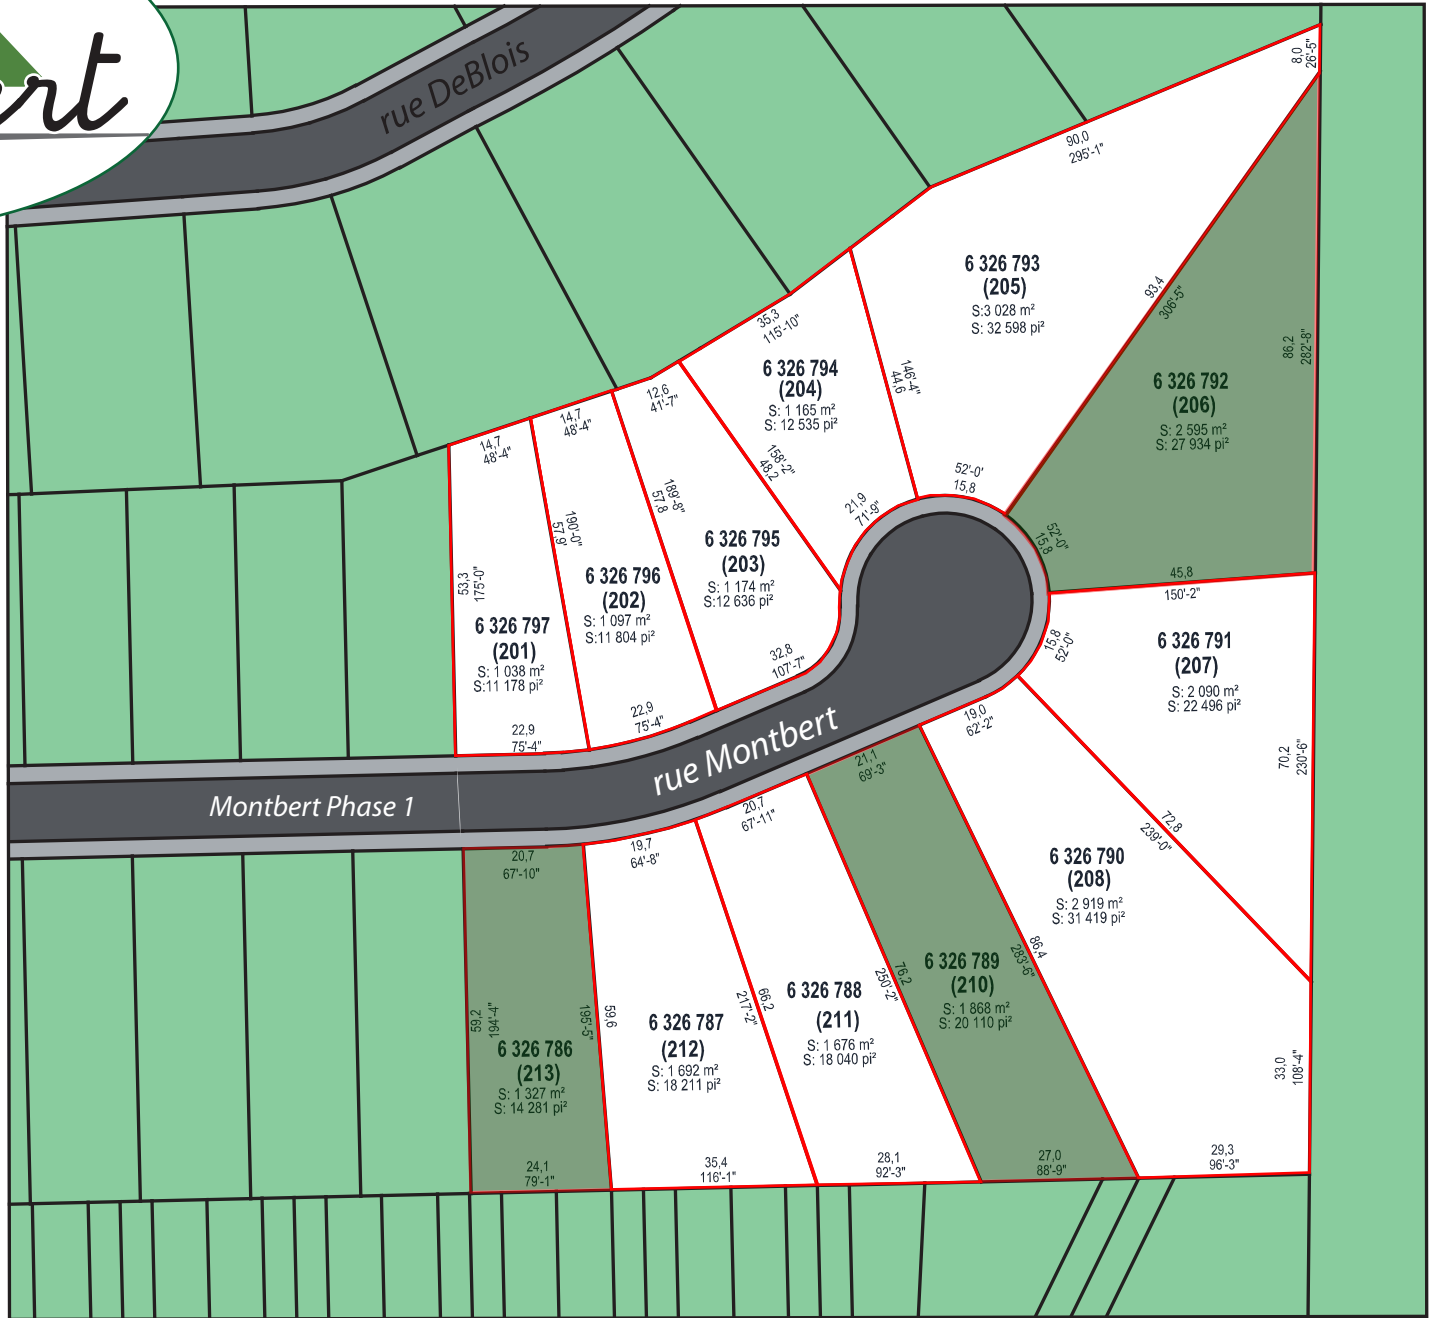 ert
rue DeBlois
8,0
26'-5"
90,0
295'-1"
6 326 793
(205)
S:3 028 m²
S: 32 598 pi²
93,4
306'-5"
86,2
282'-8"
6 326 792
(206)
S: 2 595 m²
S: 27 934 pi²
35,3
115'-10"
6 326 794
(204)
S: 1 165 m²
S: 12 535 pi²
146'-4"
44,6
12,6
41'-7"
14,7
48'-4"
14,7
48'-4"
158'-2"
48,2
52'-0'
15,8
21,9
71'-9"
52'-0"
15,8
189'-8"
57,8
190'-0"
57,9'
53,3
175'-0"
6 326 795
(203)
S: 1 174 m²
S:12 636 pi²
6 326 796
(202)
S: 1 097 m²
S:11 804 pi²
6 326 797
(201)
S: 1 038 m²
S:11 178 pi²
45,8
150'-2"
15,8
52'-0"
6 326 791
(207)
S: 2 090 m²
S: 22 496 pi²
32,8
107'-7"
22,9
75'-4"
22,9
75'-4"
19,0
62'-2"
70,2
230'-6"
rue Montbert
Montbert Phase 1
21,1
69'-3"
20,7
67'-11"
19,7
64'-8"
20,7
67'-10"
72,8
239'-0"
6 326 790
(208)
S: 2 919 m²
S: 31 419 pi²
86,4
283'-6"
6 326 789
(210)
S: 1 868 m²
S: 20 110 pi²
76,2
250'-2"
6 326 788
(211)
S: 1 676 m²
S: 18 040 pi²
66,2
217'-2"
6 326 787
(212)
S: 1 692 m²
S: 18 211 pi²
59,6
195'-5"
59,2
194'-4"
6 326 786
(213)
S: 1 327 m²
S: 14 281 pi²
33,0
108'-4"
24,1
79'-1"
35,4
116'-1"
28,1
92'-3"
27,0
88'-9"
29,3
96'-3"